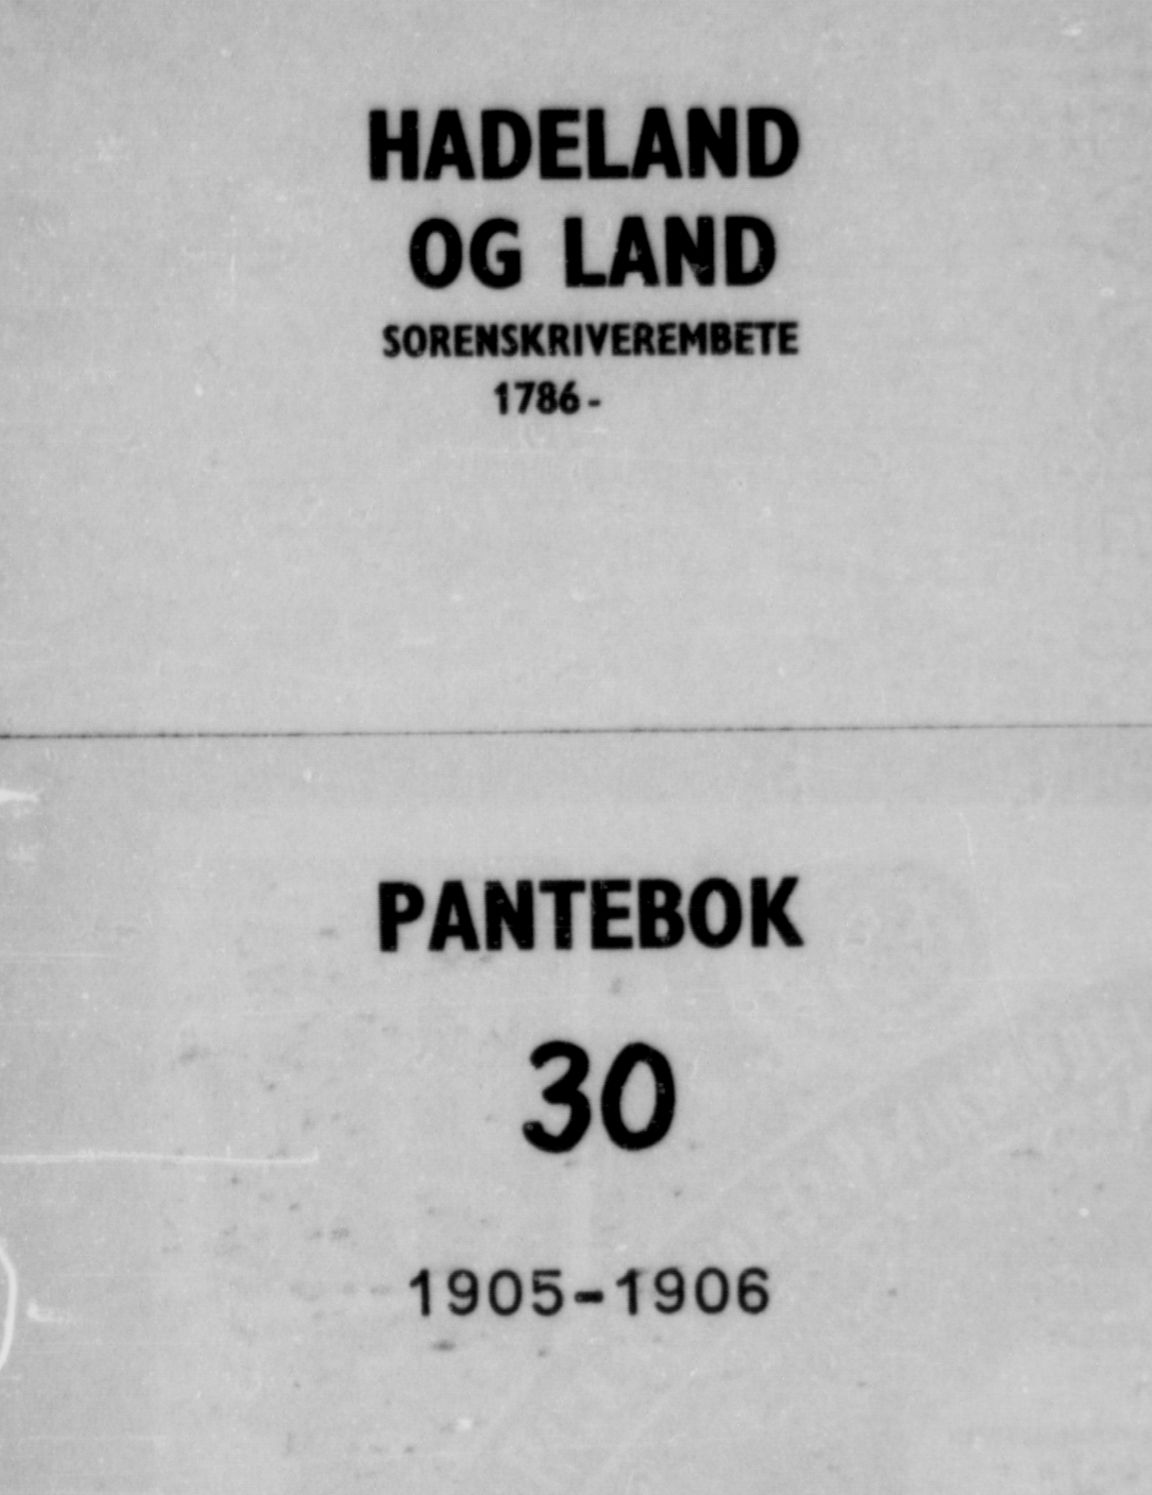 HADELAND
OG LAND
SORENSKRIVEREMBETE
1786-
PANTEBOK
30
1905-1906